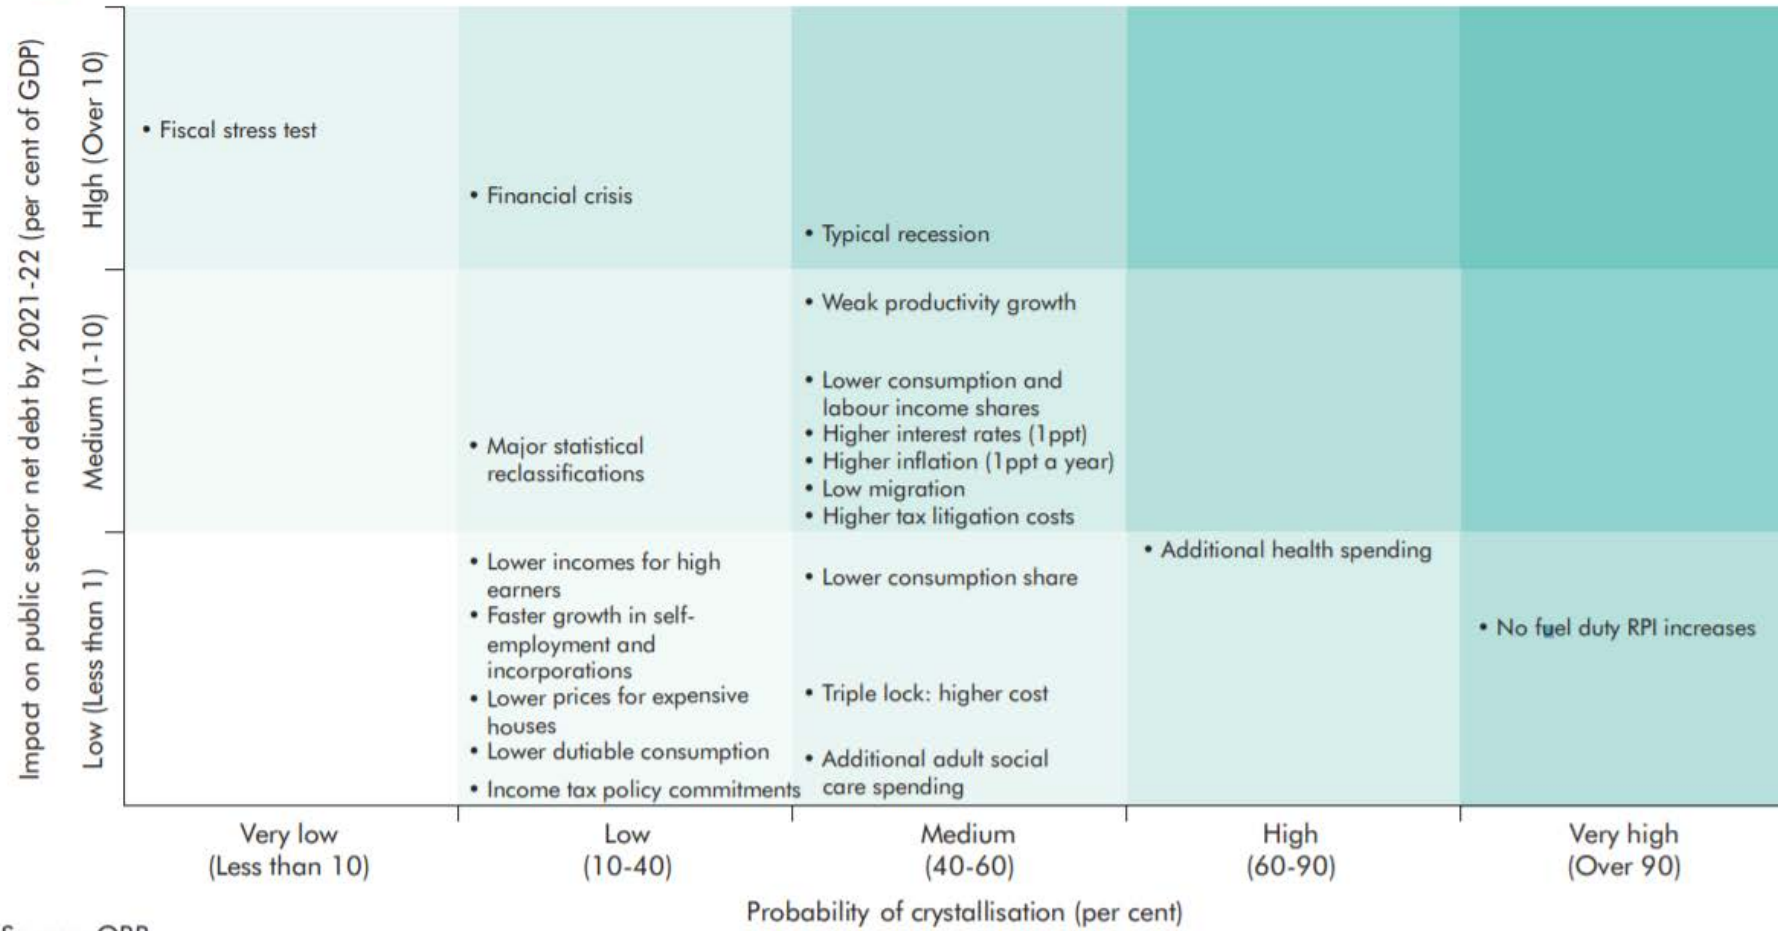 Impact on public sector net debt by 2021-22 (per cent of GDP)
HIgh (Over 10)
Medium (1-10)
Low (Less than 1)
• Fiscal stress test
• Financial crisis
• Typical recession
• Major statistical
reclassifications
• Weak productivity growth
• Lower consumption and
labour income shares
• Higher interest rates (1ppt)
• Higher inflation (1ppt a year)
• Low migration
• Higher tax litigation costs
• Lower incomes for high
earners
• Faster growth in self-
employment and
incorporations
• Lower prices for expensive
houses
• Lower dutiable consumption
• Income tax policy commitments
• Lower consumption share
• Triple lock: higher cost
• Additional adult social
care spending
• Additional health spending
• No fuel duty RPI increases
Very low
(Less than 10)
Low
(10-40)
Medium
(40-60)
High
(60-90)
Very high
(Over 90)
Probability of crystallisation (per cent)